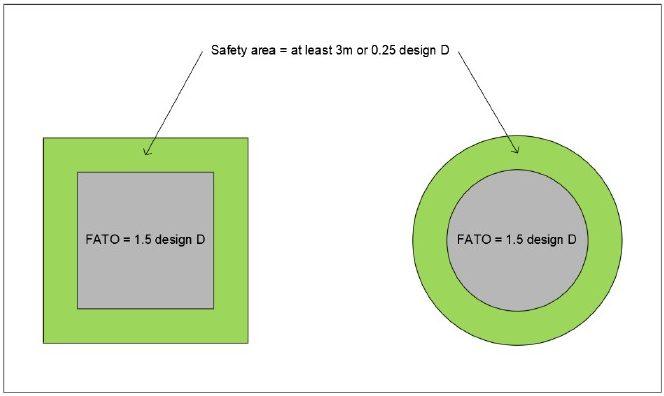 Safety area = at least 3m or 0.25 design D
FATO = 1.5 design D
FATO = 1.5 design D